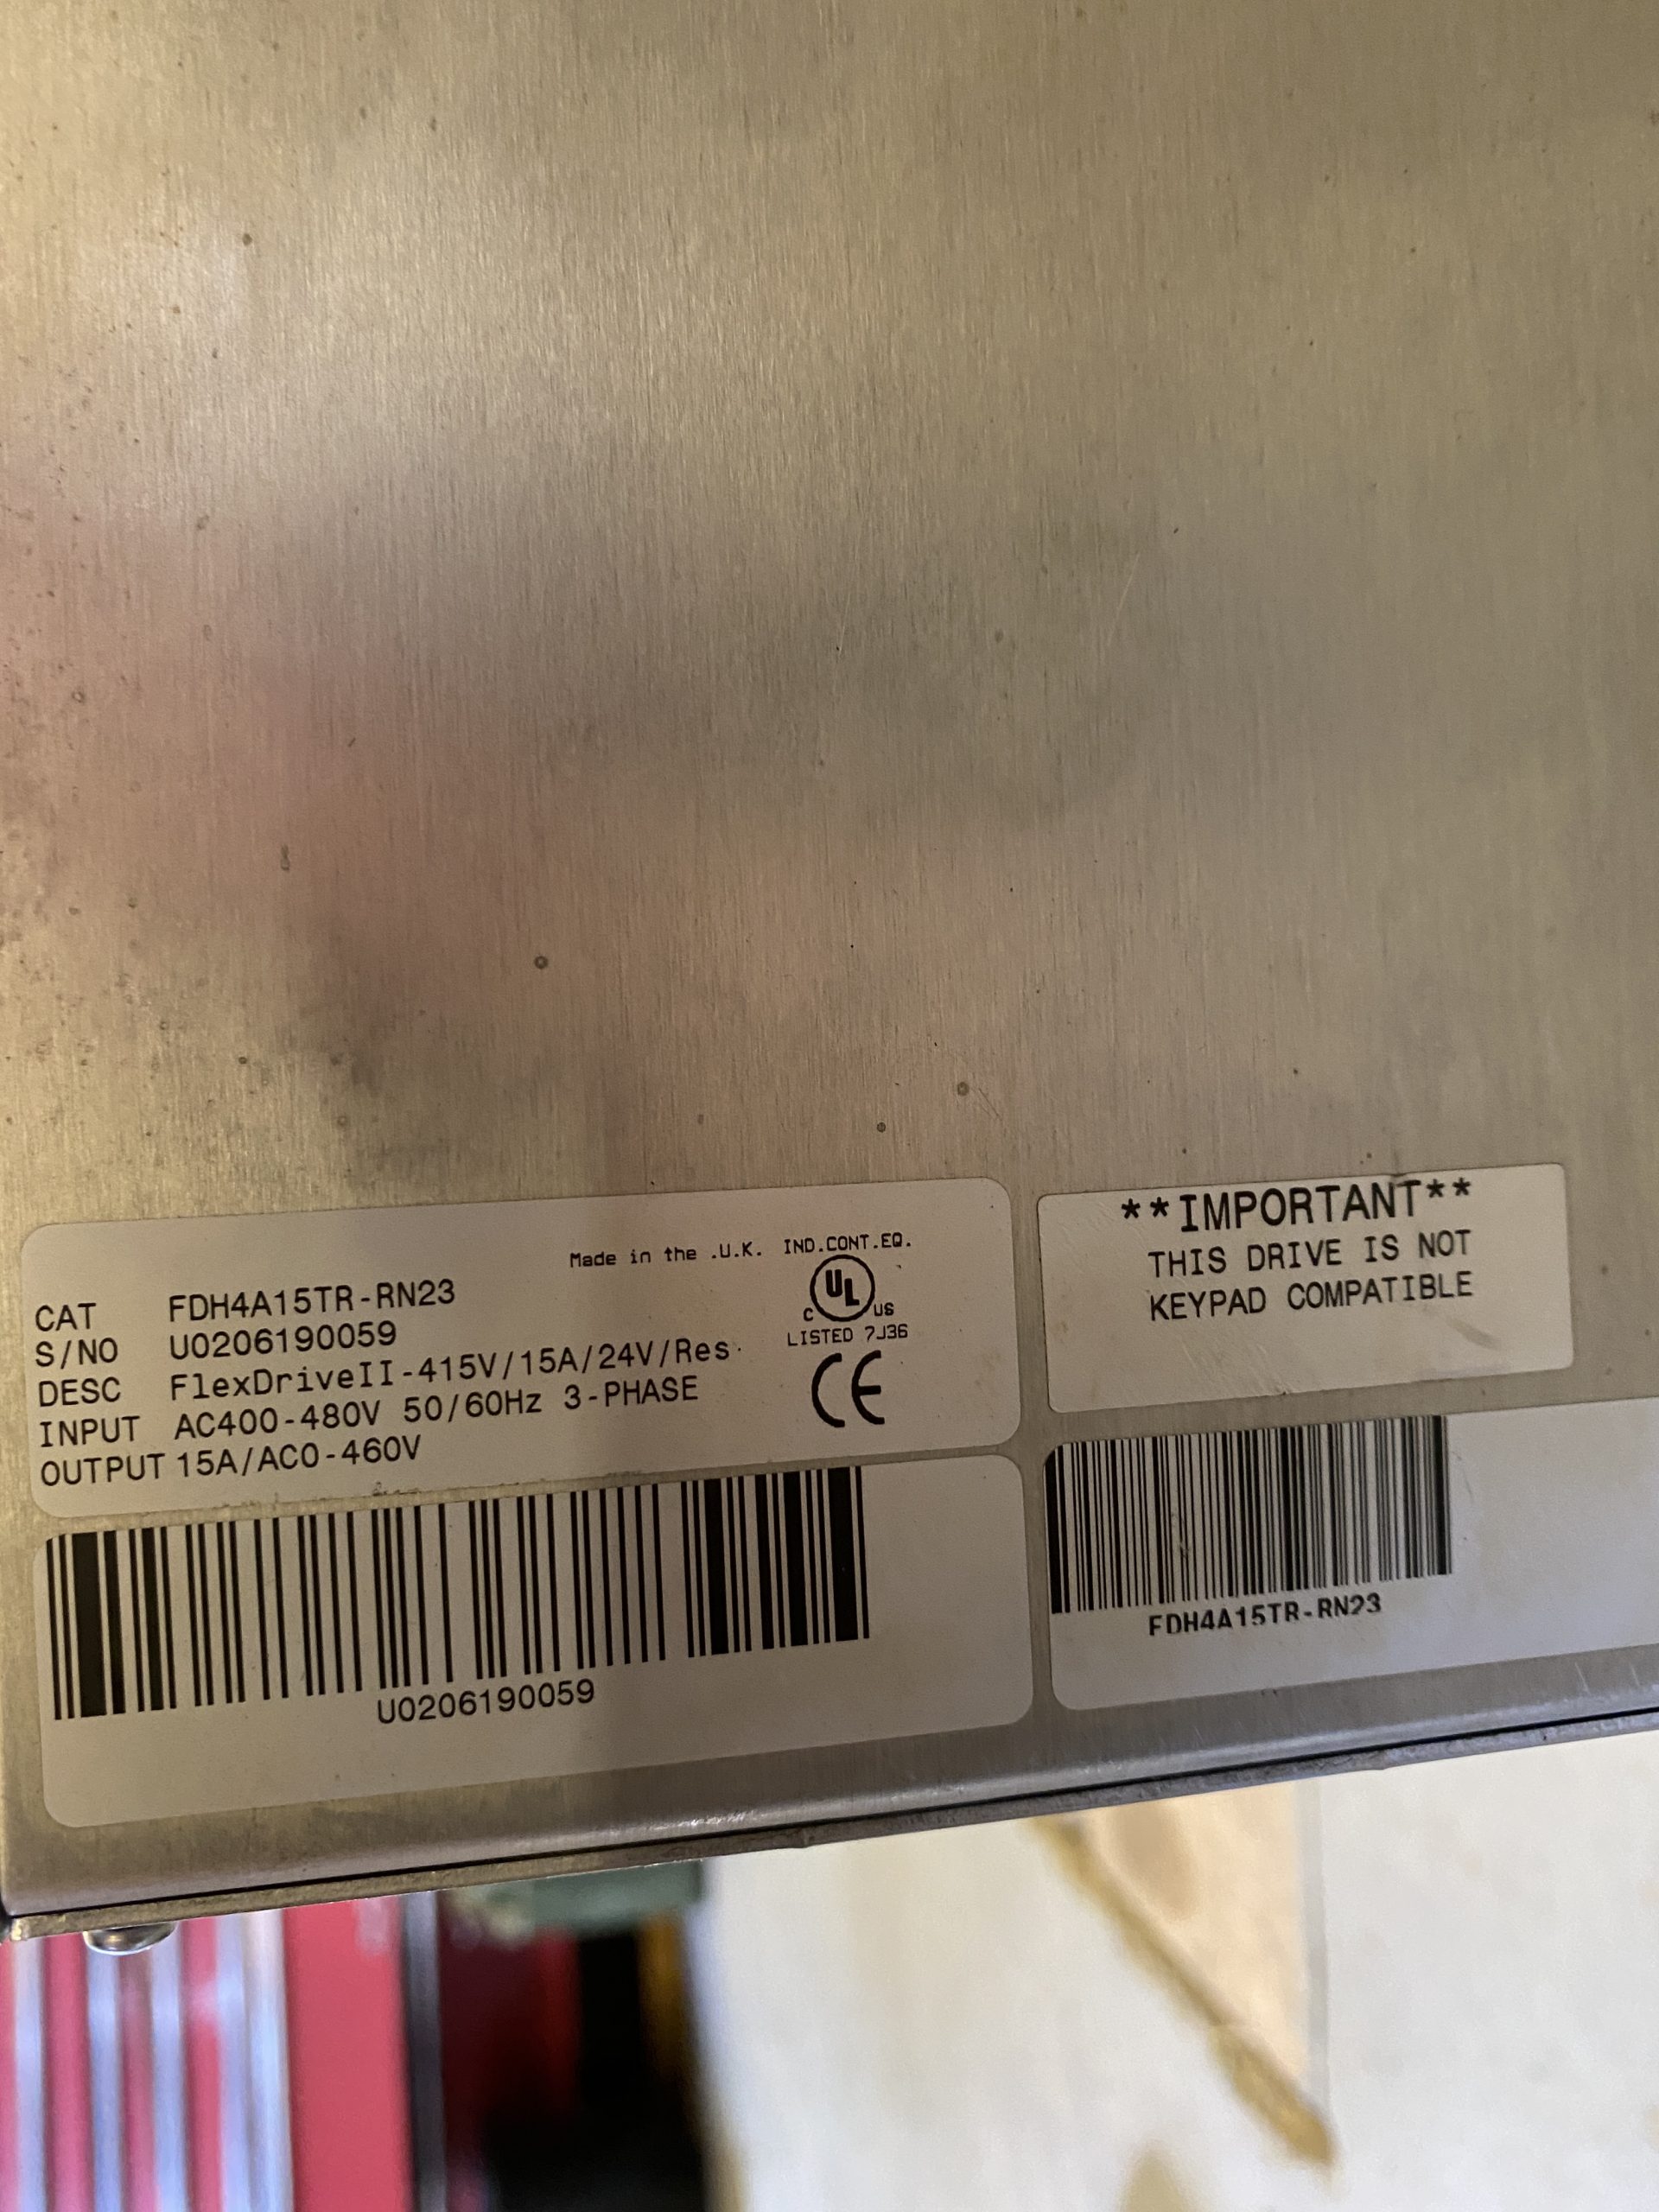 Made in the .U.K. IND.CONT.EQ.
CAT FDH4A15TR-RN23
S/NO U0206190059
DESC FlexDriveII-415V/15A/24V/Res
INPUT AC400-480V 50/60Hz 3-PHASE
OUTPUT 15A/AC0-460V
C UL US
LISTED 7J36
CE
U0206190059
**IMPORTANT**
THIS DRIVE IS NOT
KEYPAD COMPATIBLE
FDH4A15TR-RN23